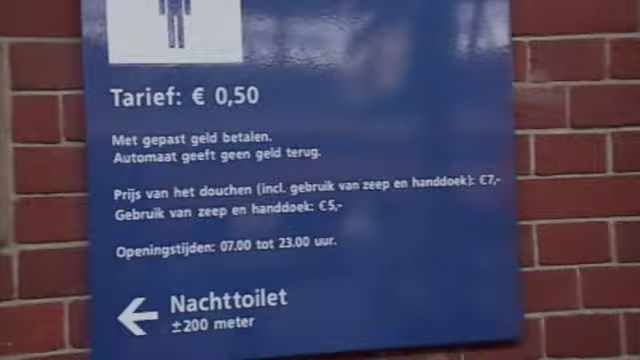 Tarief: € 0,50
Met gepast geld betalen.
Automaat geeft geen geld terug.
Prijs van het douchen (incl. gebruik van zeep en handdoek): €7,-
Gebruik van zeep en handdoek: €5,-
Openingstijden: 07.00 tot 23.00 uur.
Nachttoilet
±200 meter